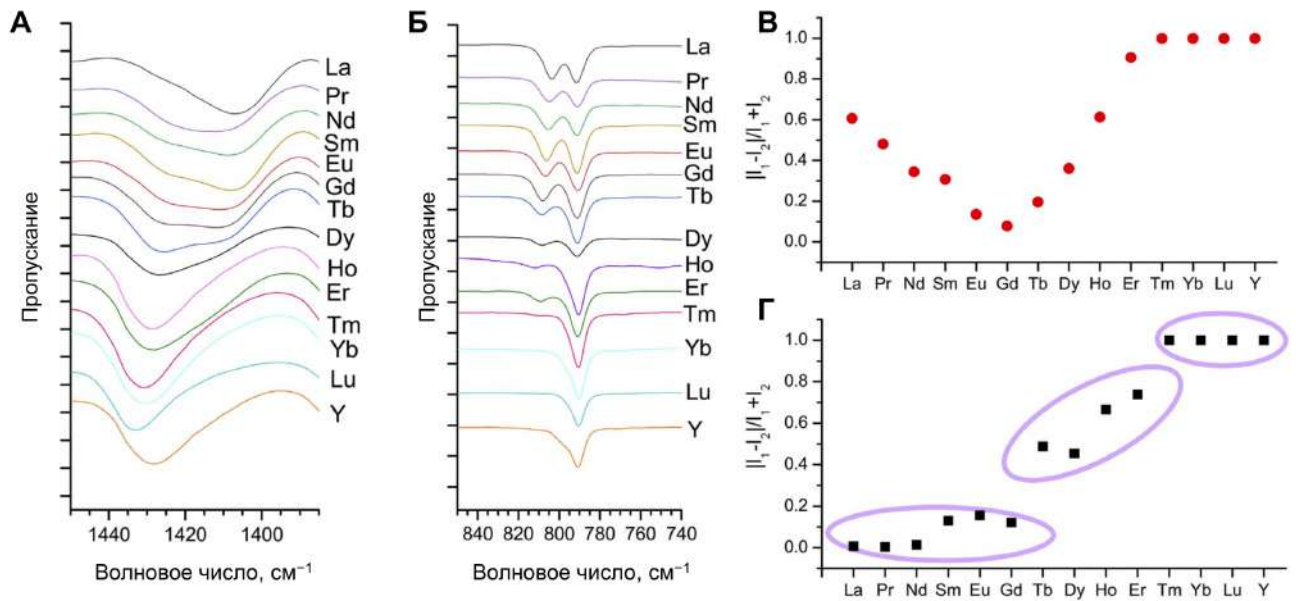 А
La
Pr
Nd
Sm
Eu
Gd
Tb
Dy
Ho
Er
Tm
Yb
Lu
Y
Пропускание
1440 1420 1400
Волновое число, см⁻¹
Б
La
Pr
Nd
Sm
Eu
Gd
Tb
Dy
Ho
Er
Tm
Yb
Lu
Y
Пропускание
840 820 800 780 760 740
Волновое число, см⁻¹
В
1.0
0.8
0.6
0.4
0.2
0.0
||I₁-I₂|/I₁+I₂
La Pr Nd Sm Eu Gd Tb Dy Ho Er Tm Yb Lu Y
Г
1.0
0.8
0.6
0.4
0.2
0.0
||I₁-I₂|/I₁+I₂
La Pr Nd Sm Eu Gd Tb Dy Ho Er Tm Yb Lu Y